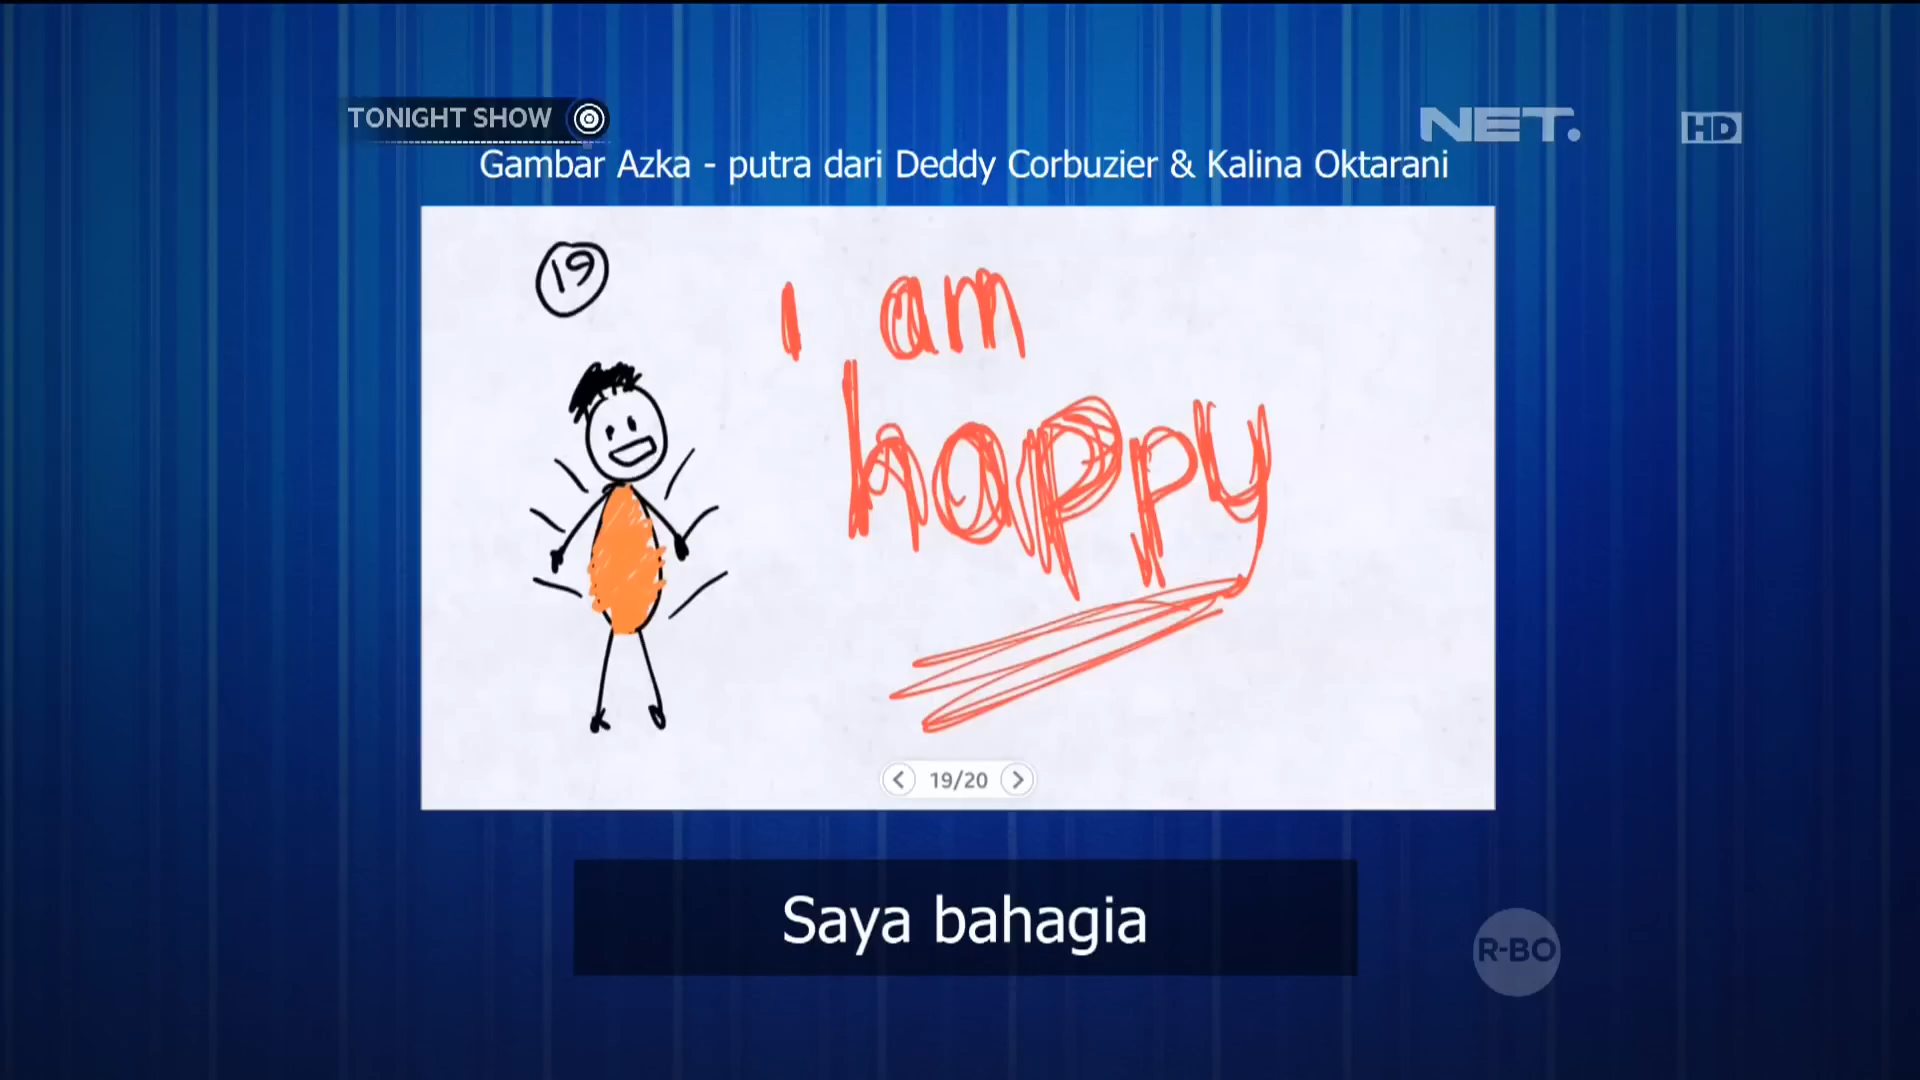 TONIGHT SHOW
NET.
HD
Gambar Azka - putra dari Deddy Corbuzier & Kalina Oktarani
19
i am
happy
19/20
Saya bahagia
R-BO